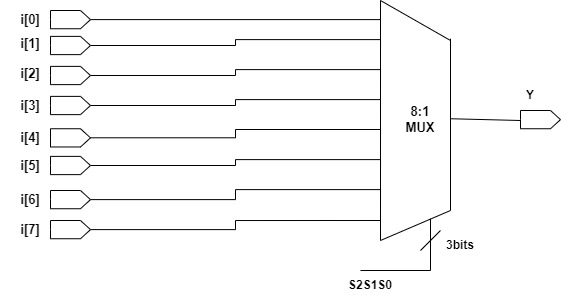 i[0]
i[1]
i[2]
i[3]
i[4]
i[5]
i[6]
i[7]
8:1
MUX
Y
3bits
S2S1S0